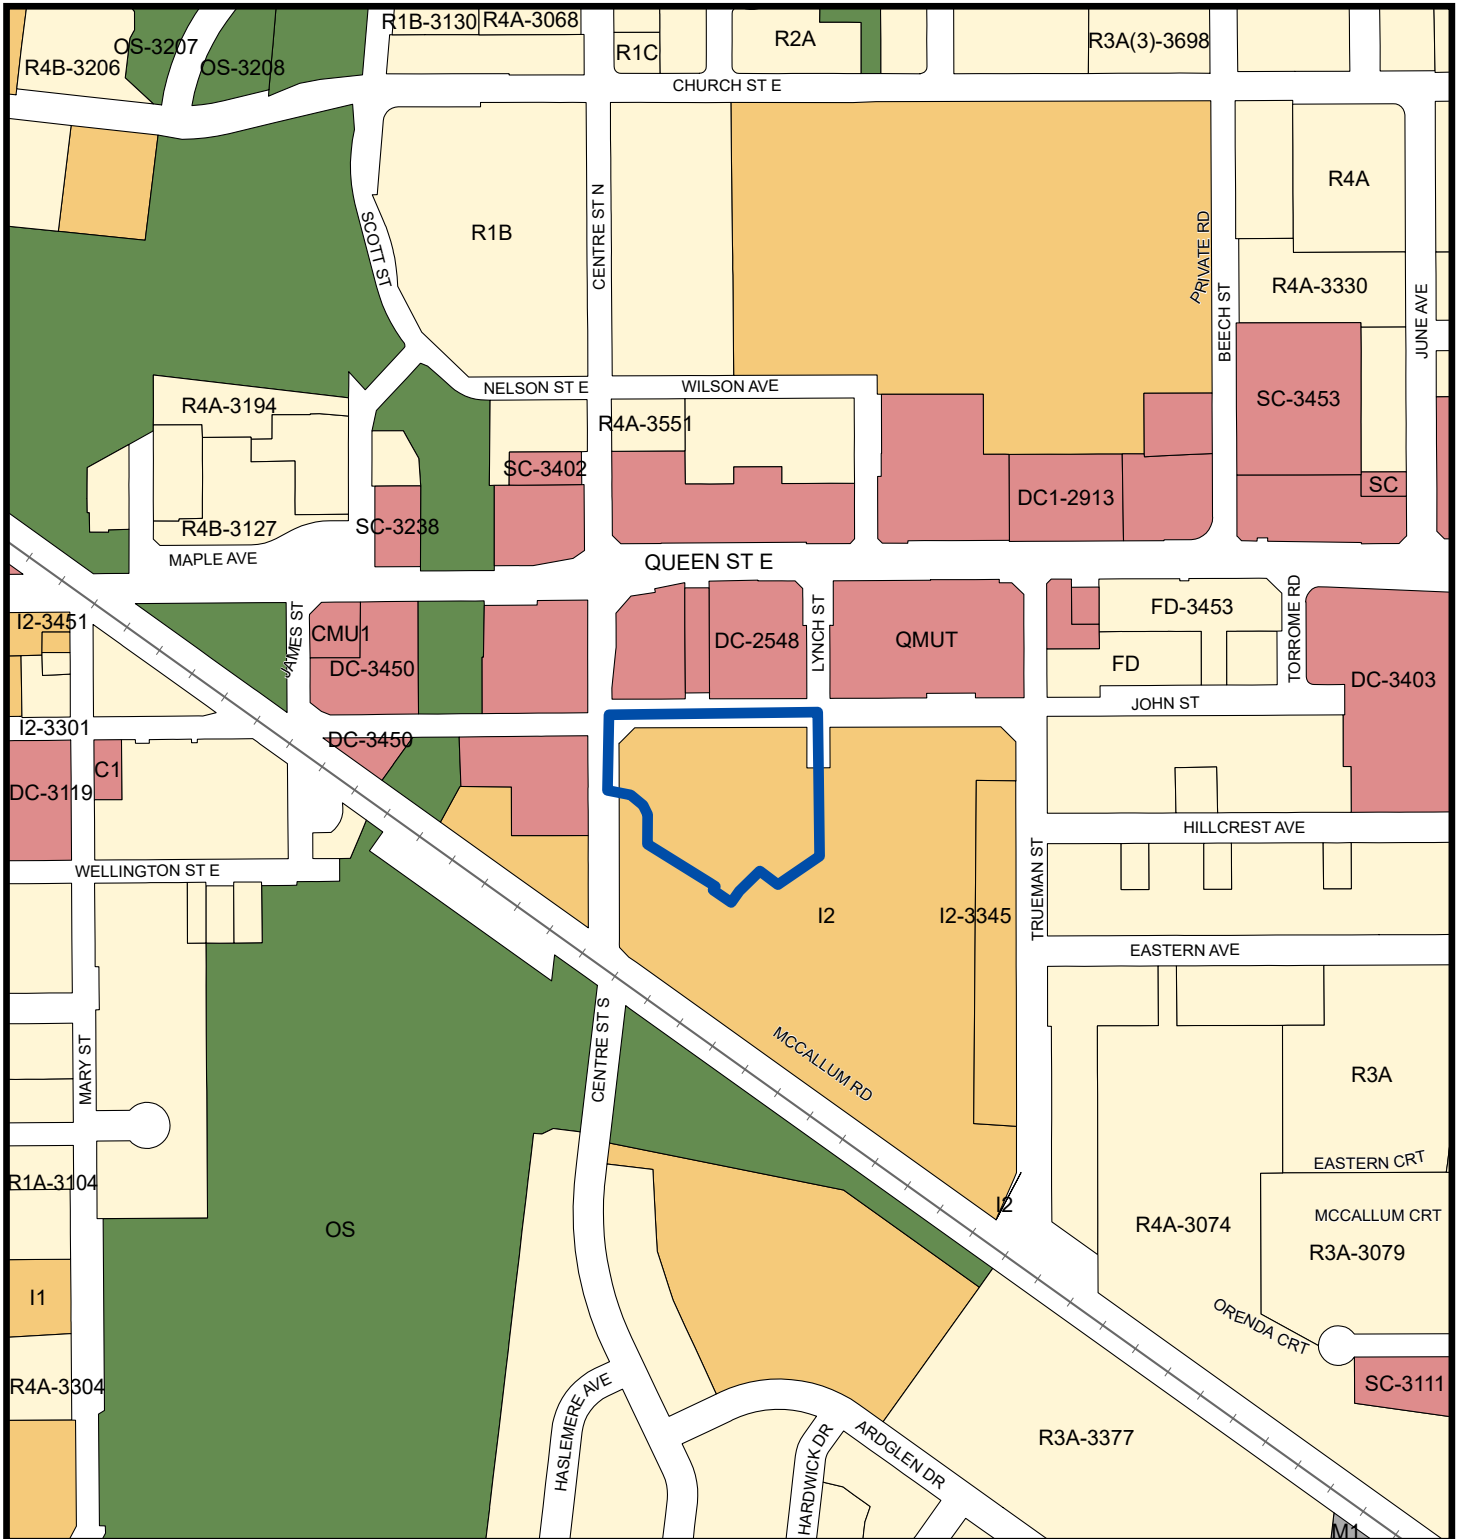 R1B-3130
R4A-3068
OS-3207
R1C
R2A
R3A(3)-3698
R4B-3206
OS-3208
CHURCH ST E
R4A
SCOTT ST
R1B
CENTRE ST N
PRIVATE RD
R4A-3330
BEECH ST
JUNE AVE
NELSON ST E
WILSON AVE
R4A-3194
SC-3453
R4A-3551
SC-3402
SC
DC1-2913
R4B-3127
SC-3238
MAPLE AVE
QUEEN ST E
I2-3451
JAMES ST
CMU1
DC-3450
DC-2548
LYNCH ST
QMUT
FD-3453
TORROME RD
FD
DC-3403
I2-3301
JOHN ST
DC-3450
C1
DC-3119
HILLCREST AVE
WELLINGTON ST E
TRUEMAN ST
I2
I2-3345
EASTERN AVE
MARY ST
CENTRE ST S
MCCALLUM RD
R3A
EASTERN CRT
R1A-3104
I2
MCCALLUM CRT
OS
R4A-3074
R3A-3079
I1
ORENDA CRT
R4A-3304
SC-3111
HASLEMERE AVE
R3A-3377
HARDWICK DR
ARDGLEN DR
M1